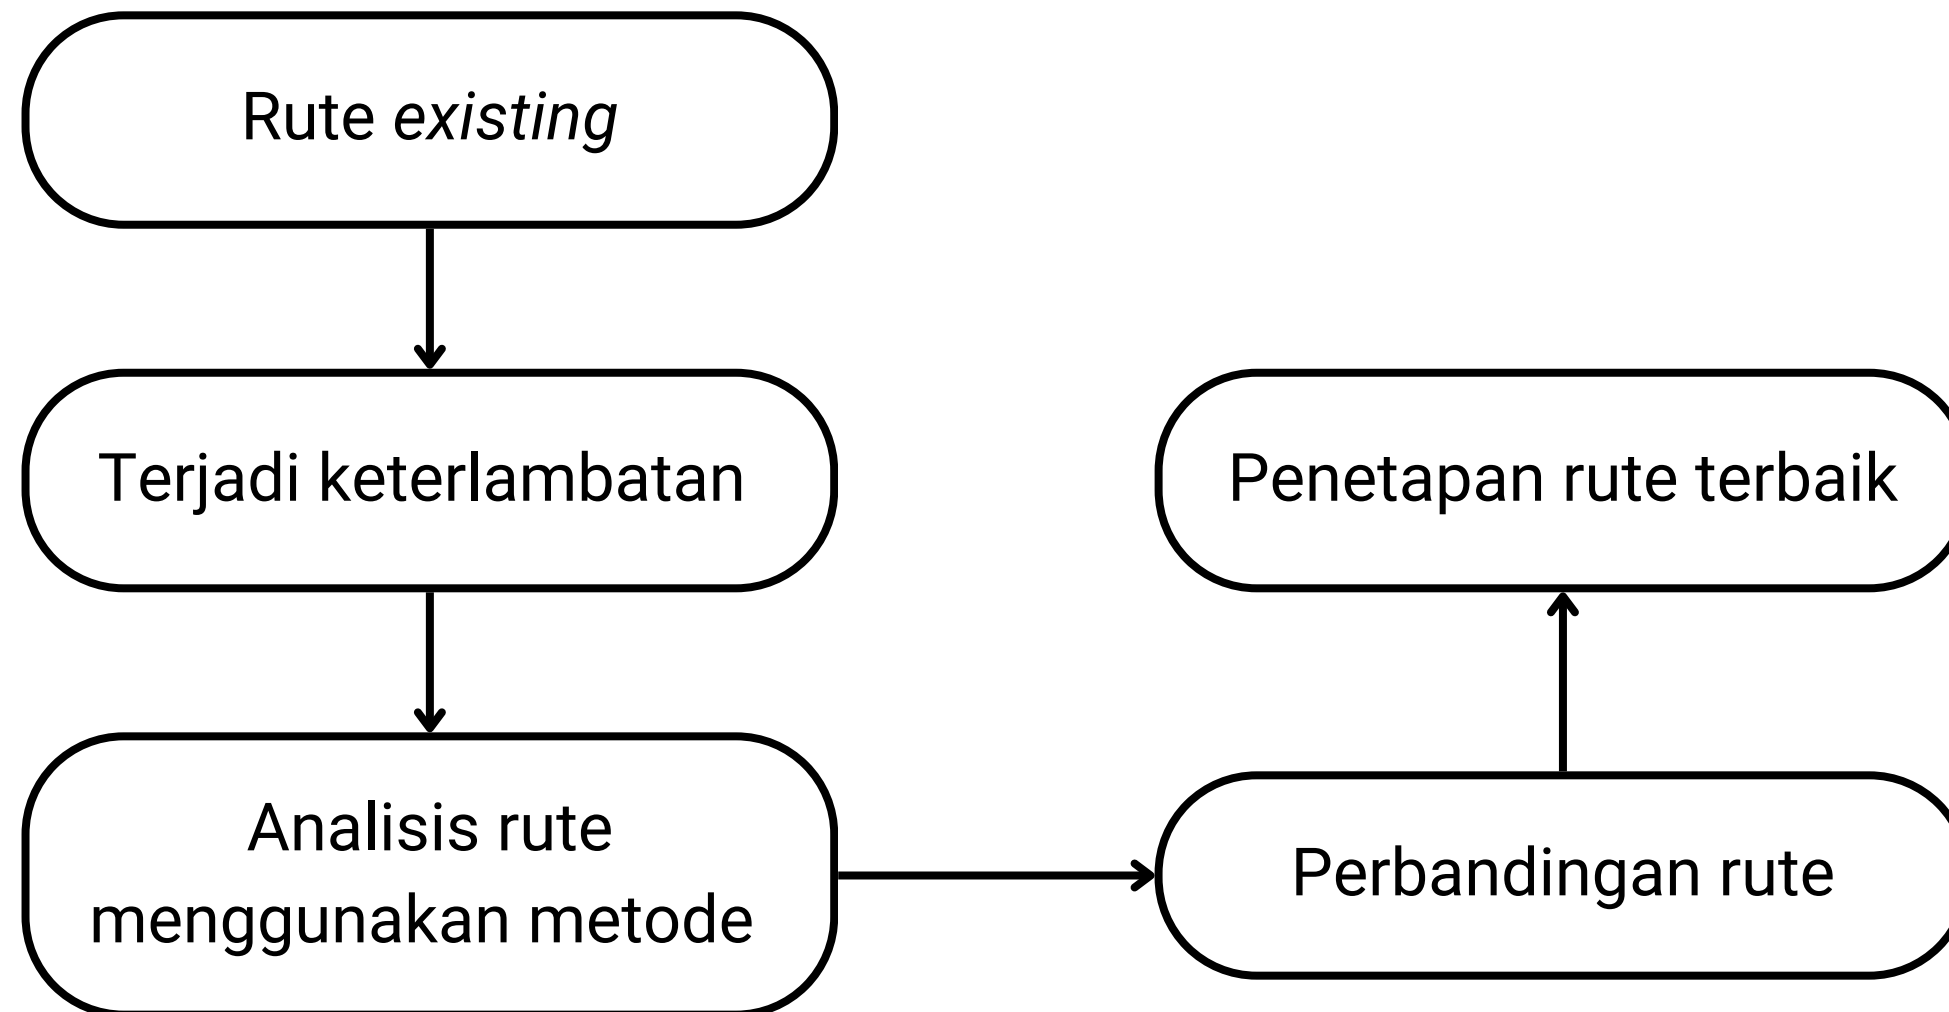 Rute existing
Terjadi keterlambatan
Analisis rute
menggunakan metode
Perbandingan rute
Penetapan rute terbaik